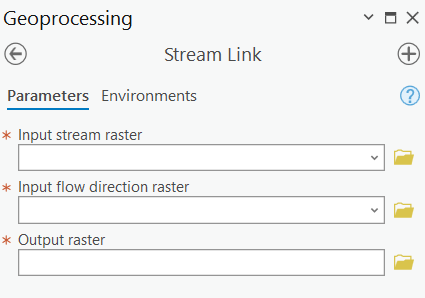 Geoprocessing
Stream Link
Parameters Environments
* Input stream raster
* Input flow direction raster
* Output raster